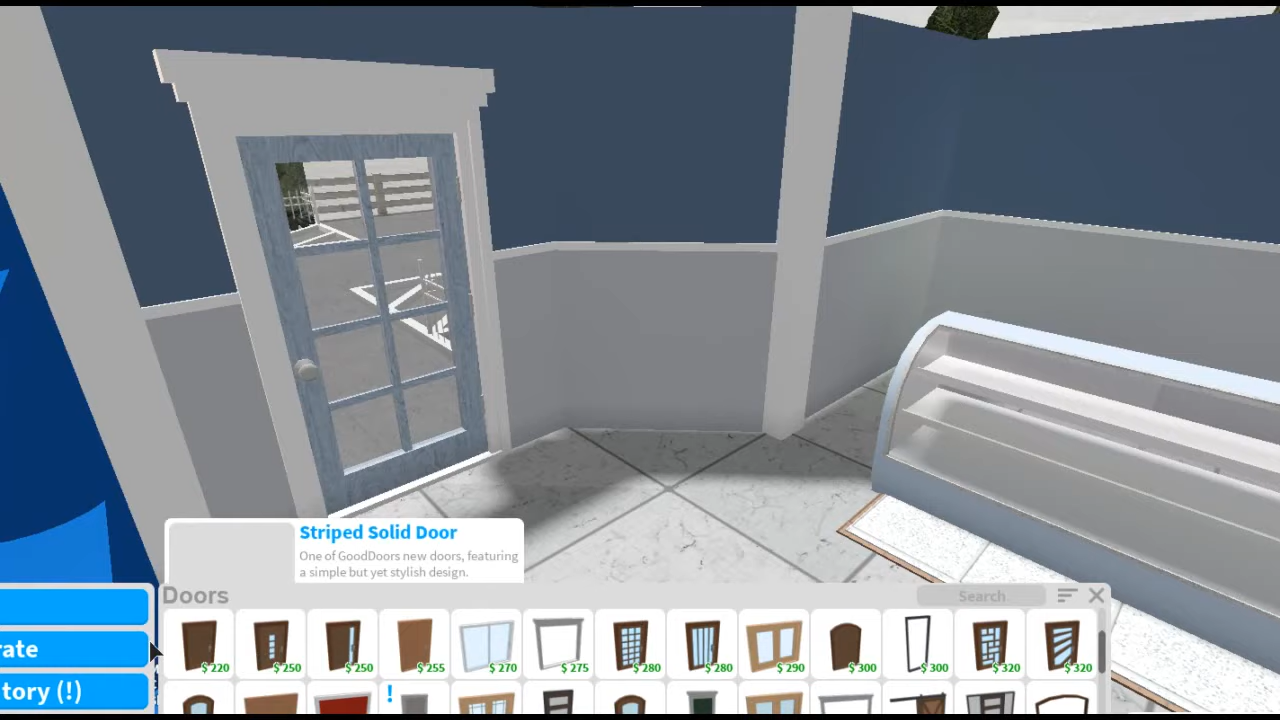 Striped Solid Door
One of GoodDoors new doors, featuring
a simple but yet stylish design.
Doors
Search
$ 220
$ 250
$ 250
$ 255
$ 270
$ 275
$ 280
$ 280
$ 290
$ 300
$ 300
$ 320
$ 320
rate
tory (!)
!